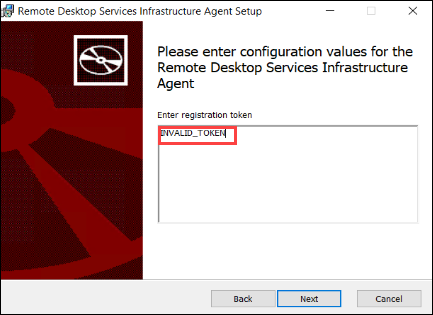 Remote Desktop Services Infrastructure Agent Setup
Please enter configuration values for the
Remote Desktop Services Infrastructure
Agent
Enter registration token
INVALID_TOKEN
Back
Next
Cancel